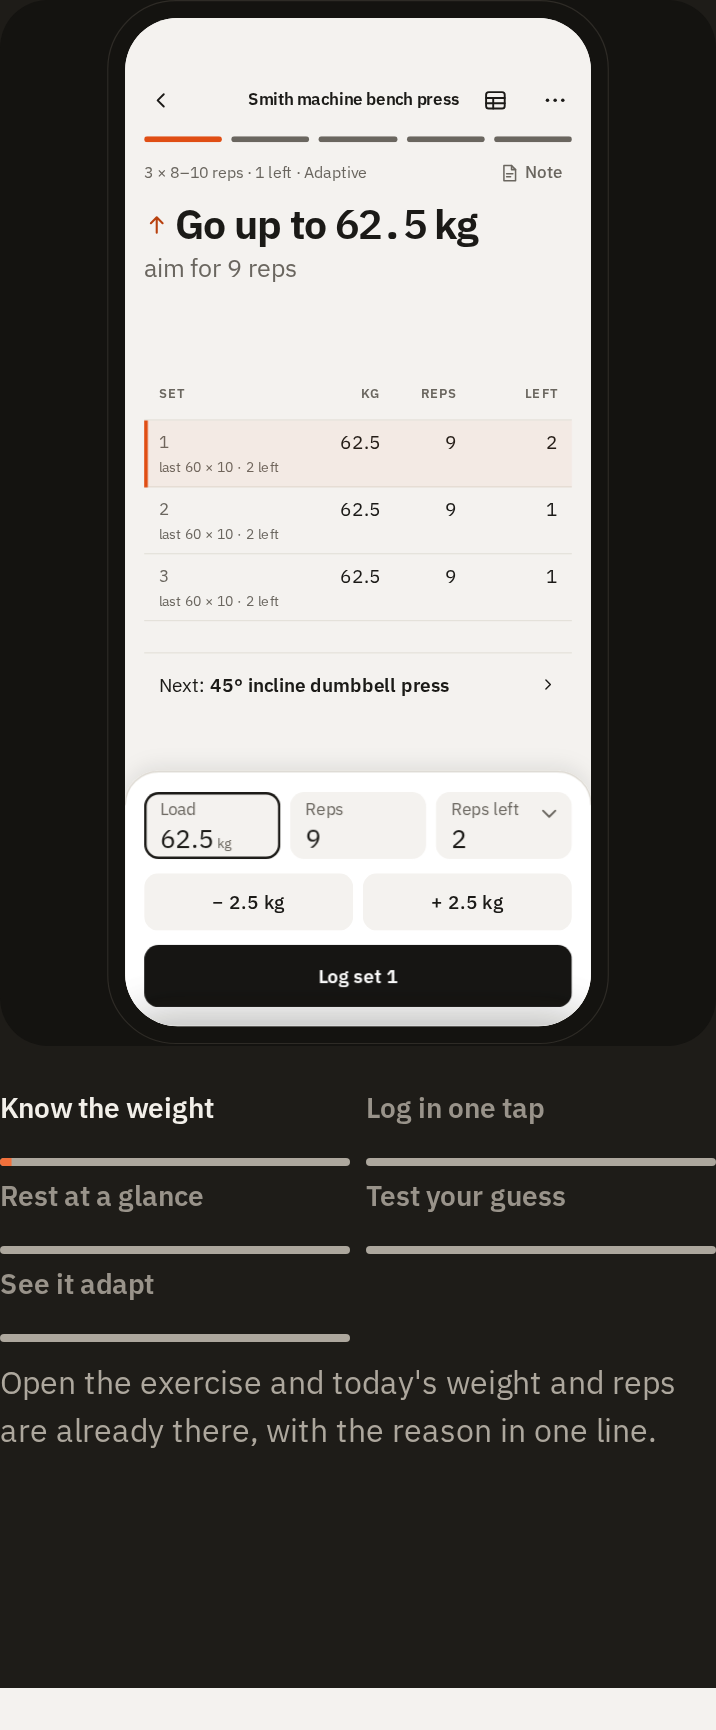 Smith machine bench press
3 × 8–10 reps · 1 left · Adaptive
Note
↑ Go up to 62.5 kg
aim for 9 reps
SET KG REPS LEFT
1 62.5 9 2
last 60 × 10 · 2 left
2 62.5 9 1
last 60 × 10 · 2 left
3 62.5 9 1
last 60 × 10 · 2 left
Next: 45° incline dumbbell press
Load Reps Reps left
62.5 kg 9 2
− 2.5 kg + 2.5 kg
Log set 1
Know the weight Log in one tap
Rest at a glance Test your guess
See it adapt
Open the exercise and today's weight and reps
are already there, with the reason in one line.